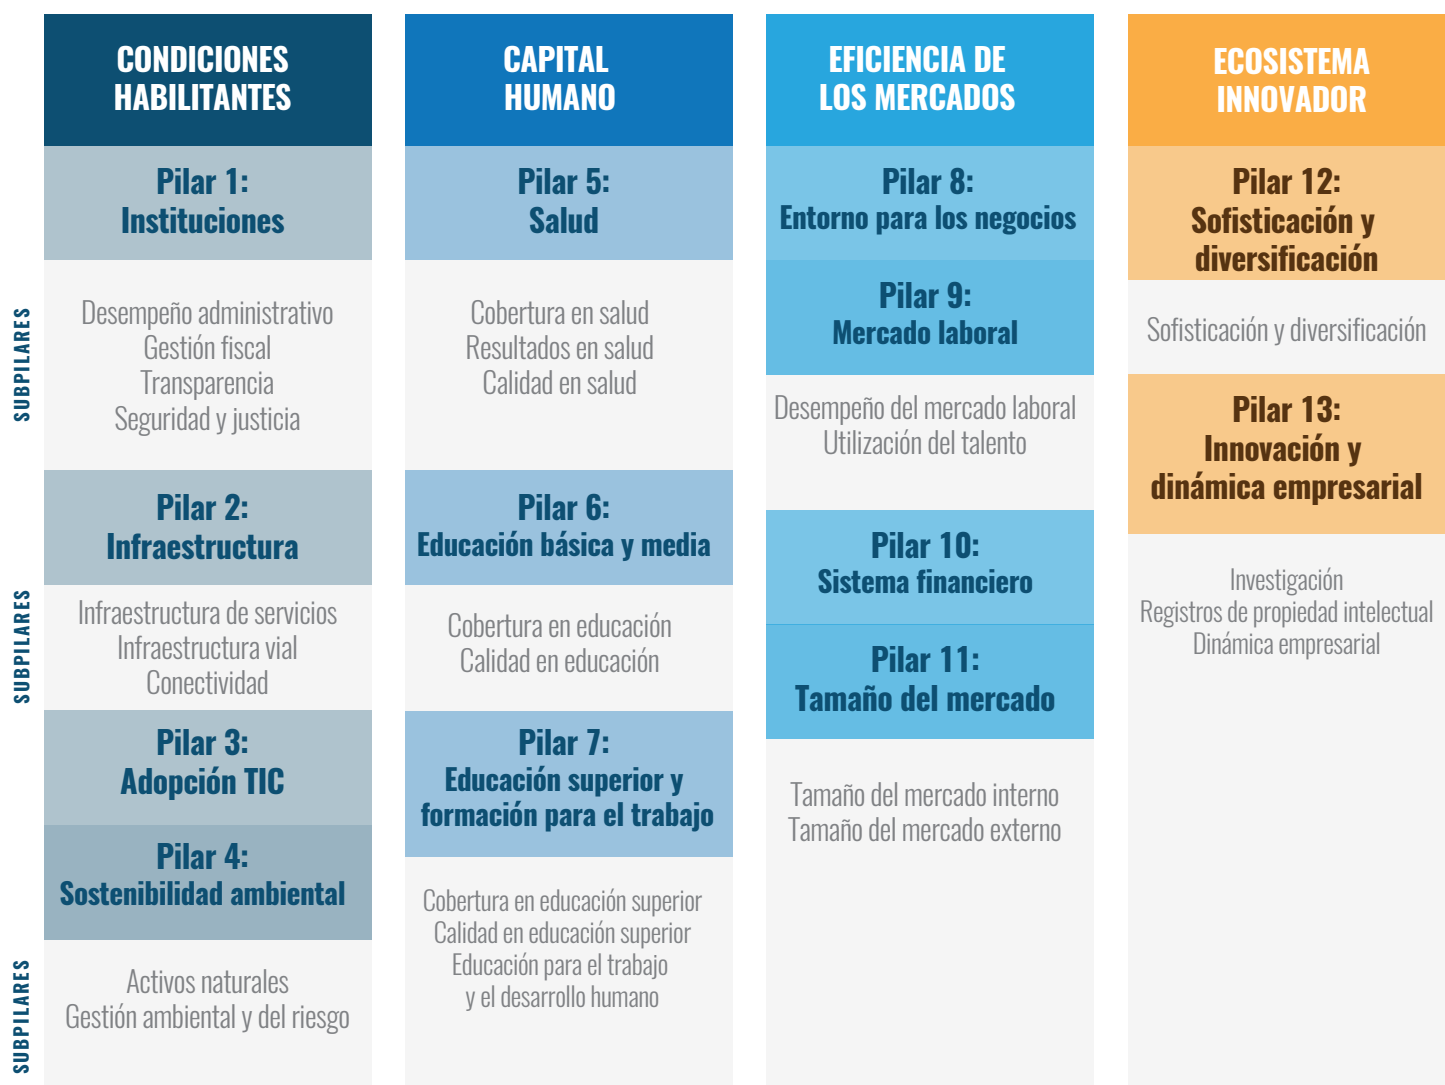 CONDICIONES
HABILITANTES
Pilar 1:
Instituciones
SUBPILARES
Desempeño administrativo
Gestión fiscal
Transparencia
Seguridad y justicia
Pilar 2:
Infraestructura
SUBPILARES
Infraestructura de servicios
Infraestructura vial
Conectividad
Pilar 3:
Adopción TIC
Pilar 4:
Sostenibilidad ambiental
SUBPILARES
Activos naturales
Gestión ambiental y del riesgo
CAPITAL
HUMANO
Pilar 5:
Salud
Cobertura en salud
Resultados en salud
Calidad en salud
Pilar 6:
Educación básica y media
Cobertura en educación
Calidad en educación
Pilar 7:
Educación superior y
formación para el trabajo
Cobertura en educación superior
Calidad en educación superior
Educación para el trabajo
y el desarrollo humano
EFICIENCIA DE
LOS MERCADOS
Pilar 8:
Entorno para los negocios
Pilar 9:
Mercado laboral
Desempeño del mercado laboral
Utilización del talento
Pilar 10:
Sistema financiero
Pilar 11:
Tamaño del mercado
Tamaño del mercado interno
Tamaño del mercado externo
ECOSISTEMA
INNOVADOR
Pilar 12:
Sofisticación y
diversificación
Sofisticación y diversificación
Pilar 13:
Innovación y
dinámica empresarial
Investigación
Registros de propiedad intelectual
Dinámica empresarial